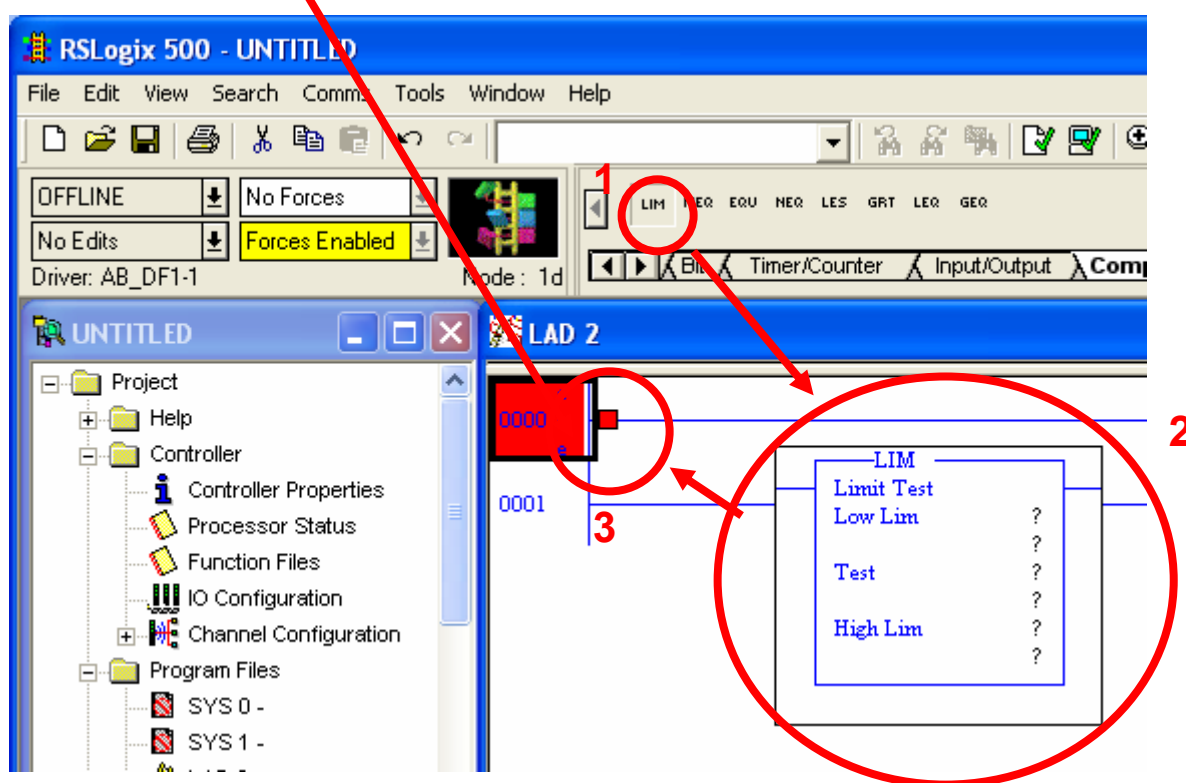 RSLogix 500 - UNTITLED
File Edit View Search Comms Tools Window Help
OFFLINE No Forces
No Edits Forces Enabled
Driver: AB_DF1-1 Node : 1d
1
LIM MEQ EQU NEQ LES GRT LEQ GEQ
Bit Timer/Counter Input/Output Comp
UNTITLED
Project
Help
Controller
Controller Properties
Processor Status
Function Files
IO Configuration
Channel Configuration
Program Files
SYS 0 -
SYS 1 -
LAD 2
0000
e
0001
2
3
LIM
Limit Test
Low Lim ?
?
Test ?
?
High Lim ?
?